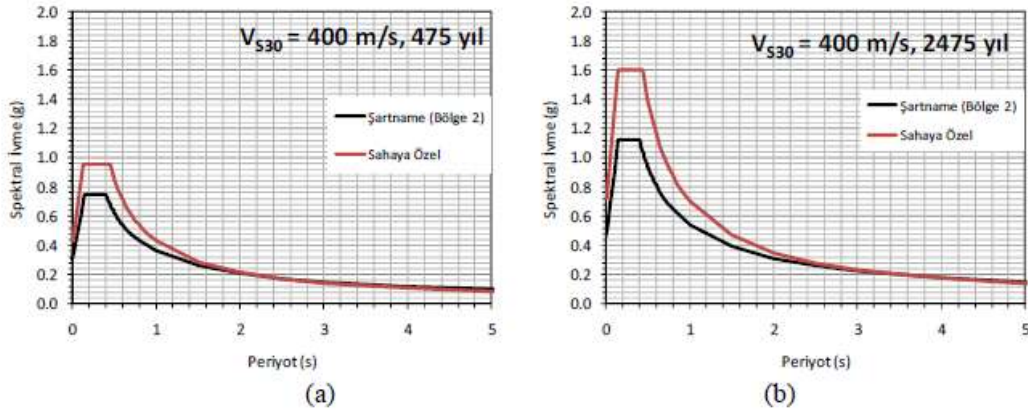 V_S30 = 400 m/s, 475 yıl
Spektral İvme (g)
2.0
1.8
1.6
1.4
1.2
1.0
0.8
0.6
0.4
0.2
0.0
Şartname (Bölge 2)
Sahaya Özel
0 1 2 3 4 5
Periyot (s)
(a)
V_S30 = 400 m/s, 2475 yıl
Spektral İvme (g)
2.0
1.8
1.6
1.4
1.2
1.0
0.8
0.6
0.4
0.2
0.0
Şartname (Bölge 2)
Sahaya Özel
0 1 2 3 4 5
Periyot (s)
(b)